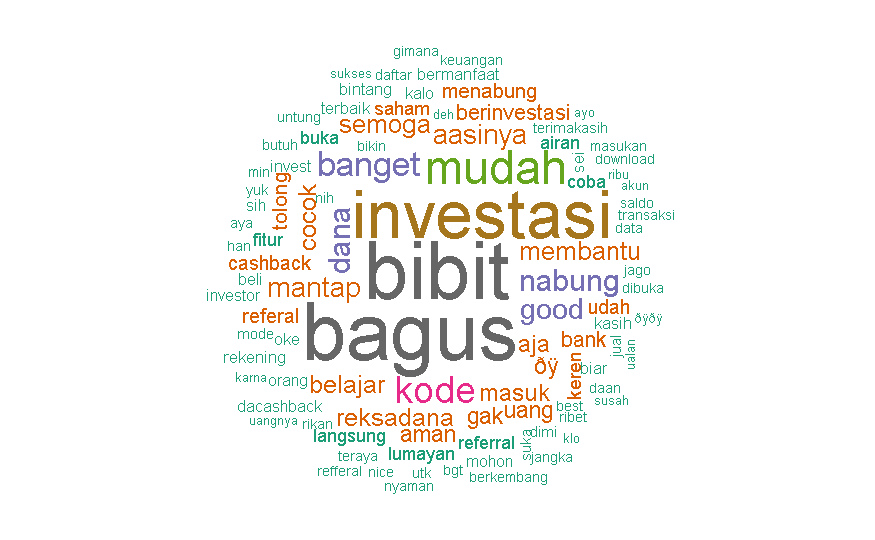 gimana
keuangan
sukses daftar bermanfaat
bintang kalo menabung
untung terbaik saham deh berinvestasi ayo
semoga aasinya terimakasih
butuh buka bikin airan masukan
min invest banget mudah sei download
yuk tolong cocok nih coba ribu akun
sih investasi saldo
aya dana transaksi
han fitur membantu data
cashback bibit jago
beli mantap nabung dibuka
investor good udah
referal bagus kasih ðÿðÿ
mode oke aja bank jual
rekening ðÿ keren biar ualan
karna orang belajar kode masuk daan
dacashback best susah
uangnya rikan reksadana gak uang ribet
langsung aman referral suka dimi klo
teraya lumayan mohon jangka
refferal nice utk bgt berkembang
nyaman